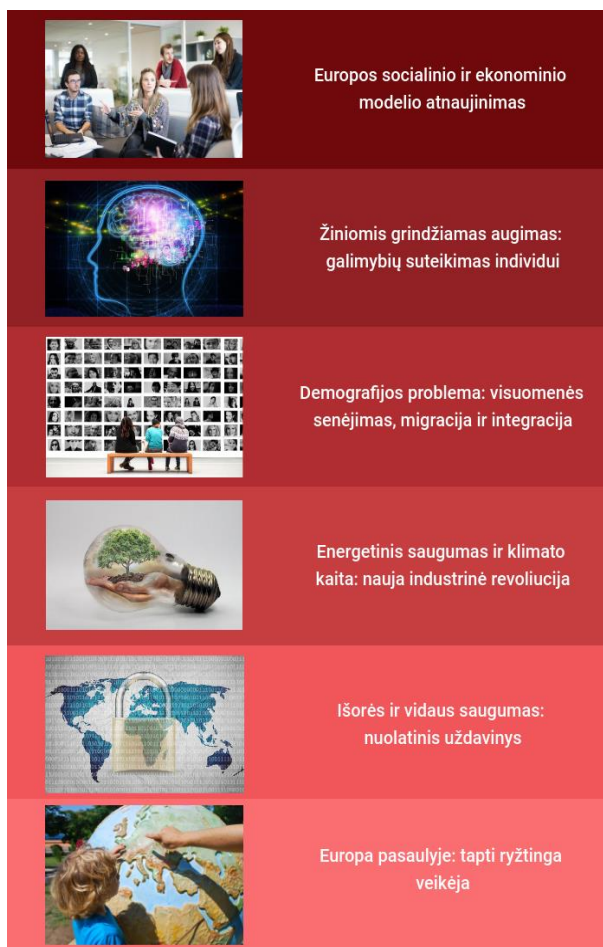 Europos socialinio ir ekonominio
modelio atnaujinimas
Žiniomis grindžiamas augimas:
galimybių suteikimas individui
Demografijos problema: visuomenės
senėjimas, migracija ir integracija
Energetinis saugumas ir klimato
kaita: nauja industrinė revoliucija
Išorės ir vidaus saugumas:
nuolatinis uždavinys
Europa pasaulyje: tapti ryžtinga
veikėja